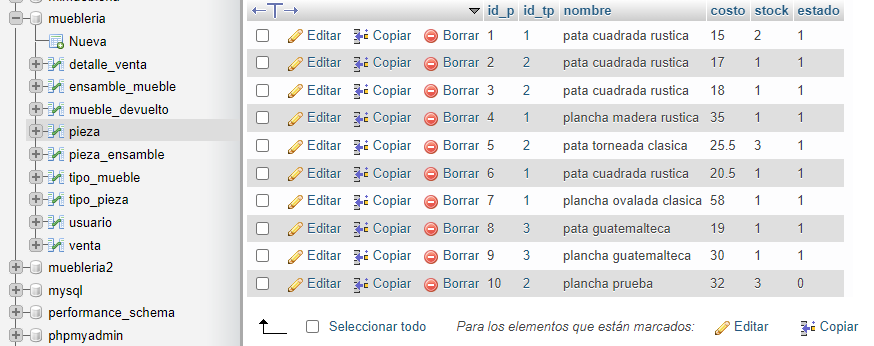 muebleria
Nueva
detalle_venta
ensamble_mueble
mueble_devuelto
pieza
pieza_ensamble
tipo_mueble
tipo_pieza
usuario
venta
muebleria2
mysql
performance_schema
phpmyadmin
←T→ id_p id_tp nombre costo stock estado
Editar Copiar Borrar 1 1 pata cuadrada rustica 15 2 1
Editar Copiar Borrar 2 2 pata cuadrada rustica 17 1 1
Editar Copiar Borrar 3 2 pata cuadrada rustica 18 1 1
Editar Copiar Borrar 4 1 plancha madera rustica 35 1 1
Editar Copiar Borrar 5 2 pata torneada clasica 25.5 3 1
Editar Copiar Borrar 6 1 pata cuadrada rustica 20.5 1 1
Editar Copiar Borrar 7 1 plancha ovalada clasica 58 1 1
Editar Copiar Borrar 8 3 pata guatemalteca 19 1 1
Editar Copiar Borrar 9 3 plancha guatemalteca 30 1 1
Editar Copiar Borrar 10 2 plancha prueba 32 3 0
Seleccionar todo Para los elementos que están marcados: Editar Copiar